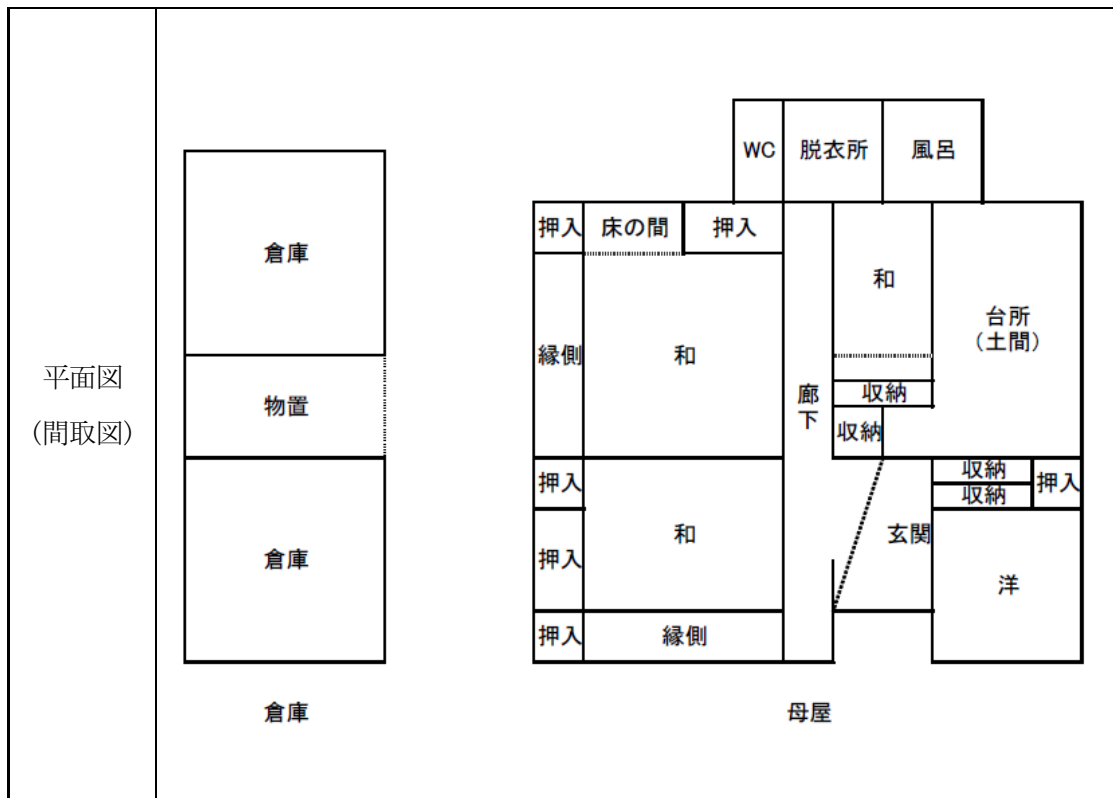 平面図
(間取図)
倉庫
物置
倉庫
倉庫
WC
脱衣所
風呂
押入
床の間
押入
和
台所
(土間)
縁側
和
廊
下
収納
収納
押入
押入
和
玄関
収納
収納
押入
洋
押入
縁側
母屋